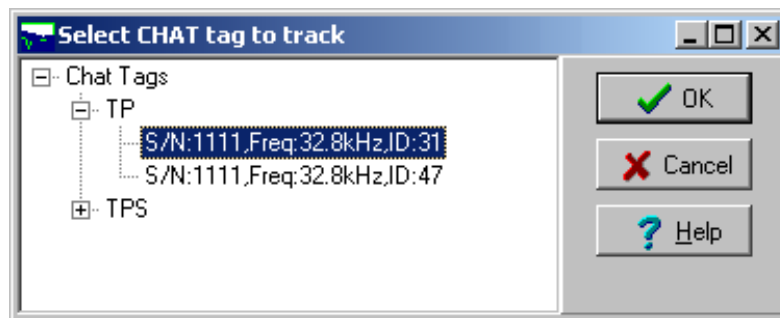 Select CHAT tag to track
Chat Tags
TP
S/N:1111,Freq:32.8kHz,ID:31
S/N:1111,Freq:32.8kHz,ID:47
TPS
OK
Cancel
Help